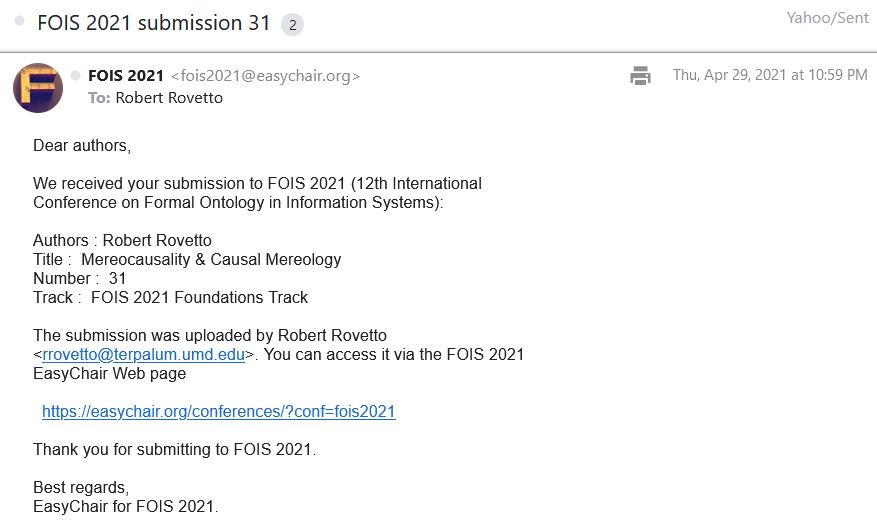 FOIS 2021 submission 31 2
Yahoo/Sent
FOIS 2021 <fois2021@easychair.org>
Thu, Apr 29, 2021 at 10:59 PM
To: Robert Rovetto
Dear authors,
We received your submission to FOIS 2021 (12th International
Conference on Formal Ontology in Information Systems):
Authors : Robert Rovetto
Title :  Mereocausality & Causal Mereology
Number :  31
Track :  FOIS 2021 Foundations Track
The submission was uploaded by Robert Rovetto
<rrovetto@terpalum.umd.edu>. You can access it via the FOIS 2021
EasyChair Web page
https://easychair.org/conferences/?conf=fois2021
Thank you for submitting to FOIS 2021.
Best regards,
EasyChair for FOIS 2021.